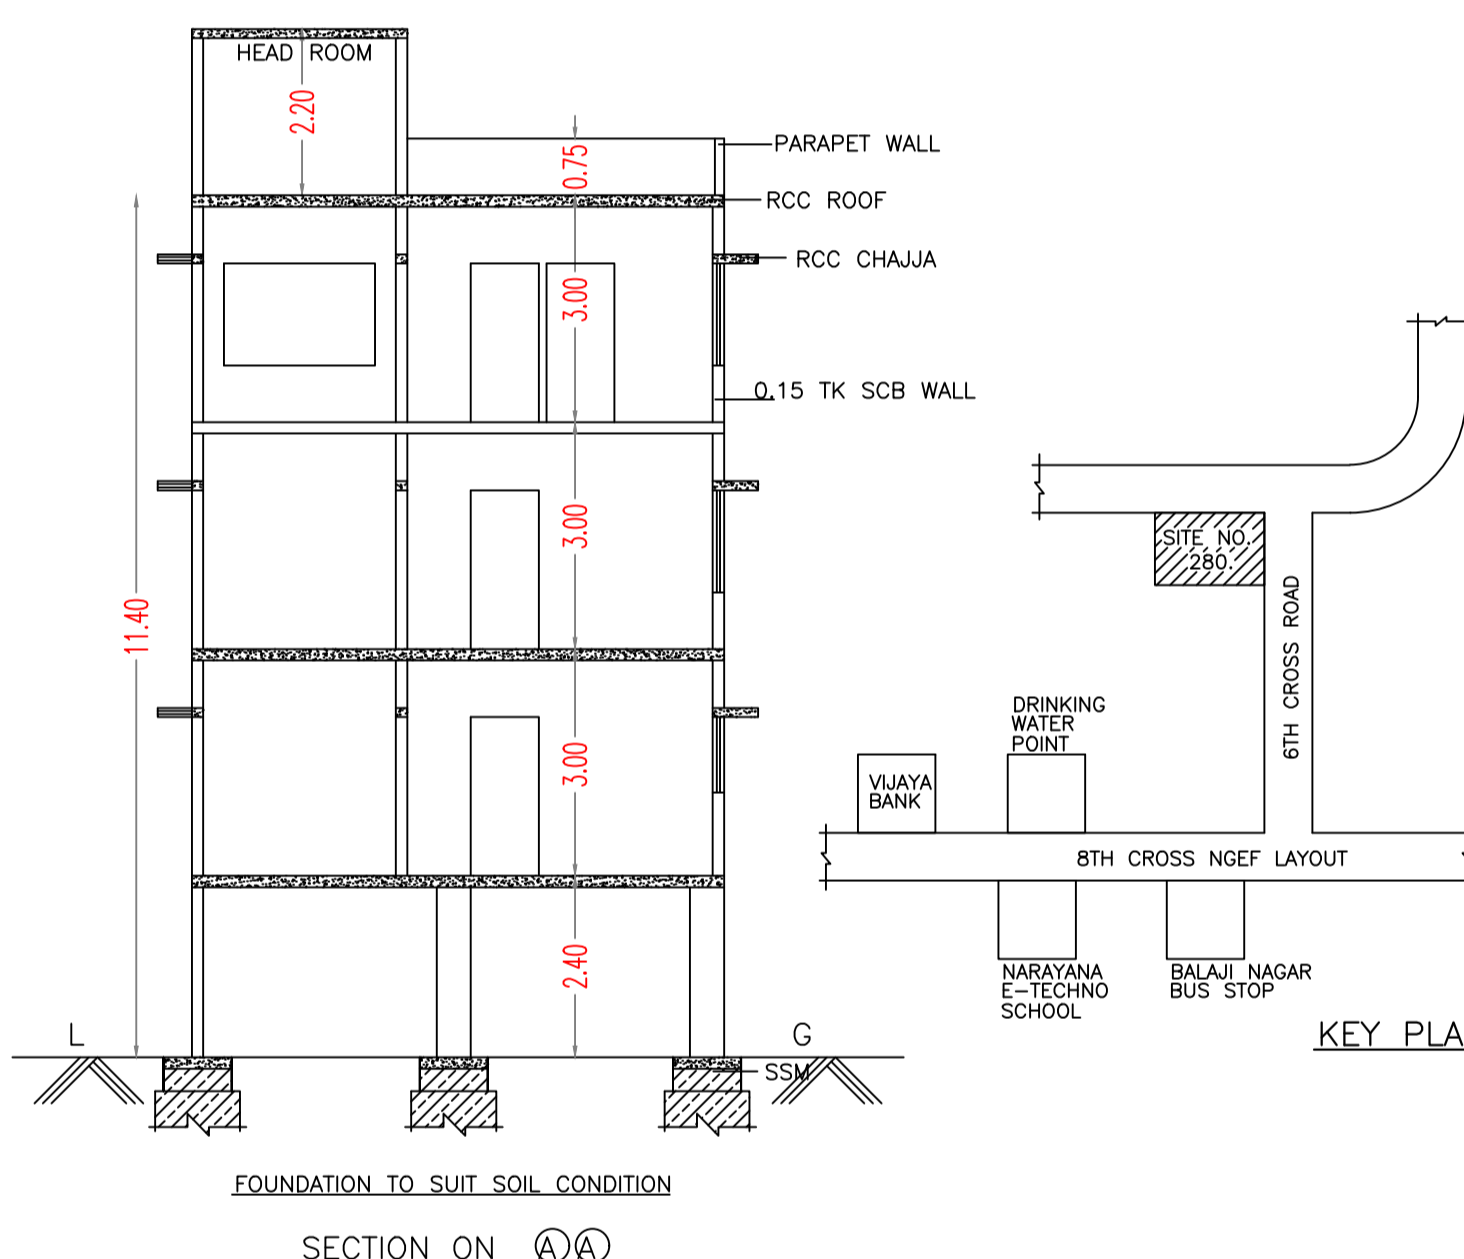 HEAD ROOM
2.20
0.75
PARAPET WALL
RCC ROOF
RCC CHAJJA
3.00
0.15 TK SCB WALL
3.00
11.40
3.00
2.40
L
G
SSM
FOUNDATION TO SUIT SOIL CONDITION
SECTION ON A A
SITE NO.
280.
6TH CROSS ROAD
DRINKING
WATER
POINT
VIJAYA
BANK
8TH CROSS NGEF LAYOUT
NARAYANA
E-TECHNO
SCHOOL
BALAJI NAGAR
BUS STOP
KEY PLA